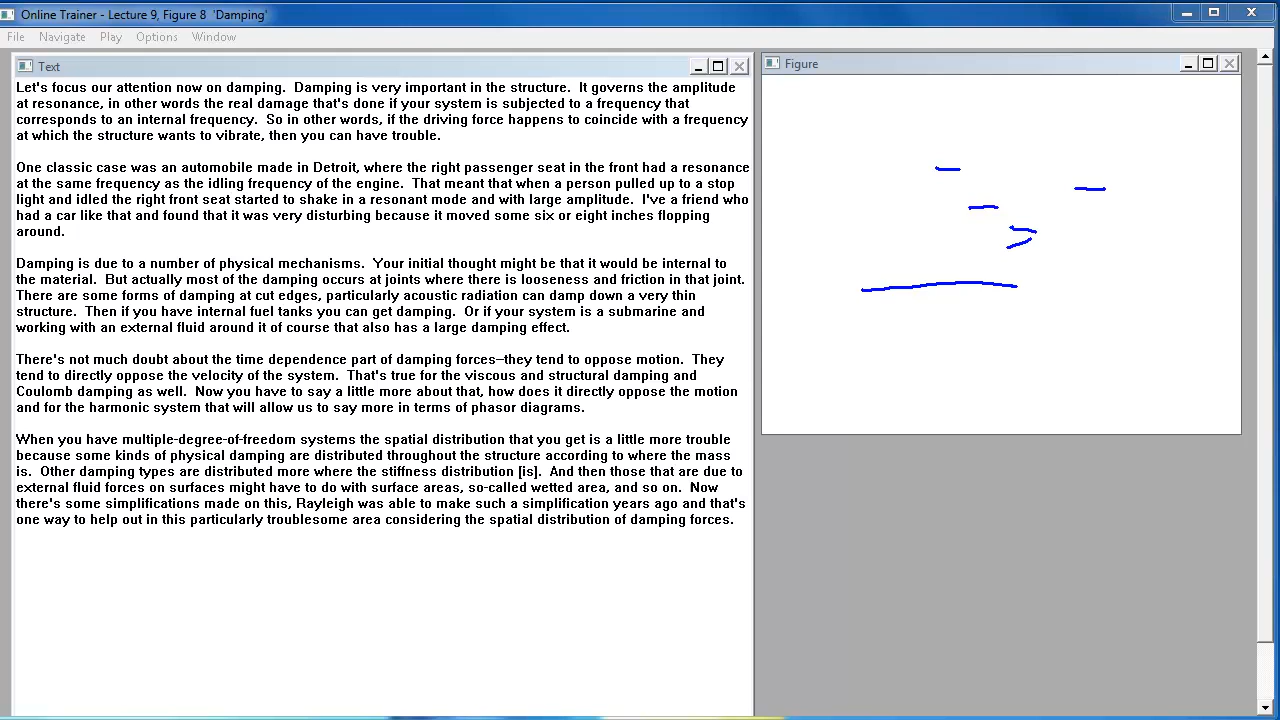 Online Trainer - Lecture 9, Figure 8  'Damping'
File Navigate Play Options Window
Text
Let's focus our attention now on damping.  Damping is very important in the structure.  It governs the amplitude
at resonance, in other words the real damage that's done if your system is subjected to a frequency that
corresponds to an internal frequency.  So in other words, if the driving force happens to coincide with a frequency
at which the structure wants to vibrate, then you can have trouble.
One classic case was an automobile made in Detroit, where the right passenger seat in the front had a resonance
at the same frequency as the idling frequency of the engine.  That meant that when a person pulled up to a stop
light and idled the right front seat started to shake in a resonant mode and with large amplitude.  I've a friend who
had a car like that and found that it was very disturbing because it moved some six or eight inches flopping
around.
Damping is due to a number of physical mechanisms.  Your initial thought might be that it would be internal to
the material.  But actually most of the damping occurs at joints where there is looseness and friction in that joint.
There are some forms of damping at cut edges, particularly acoustic radiation can damp down a very thin
structure.  Then if you have internal fuel tanks you can get damping.  Or if your system is a submarine and
working with an external fluid around it of course that also has a large damping effect.
There's not much doubt about the time dependence part of damping forces–they tend to oppose motion.  They
tend to directly oppose the velocity of the system.  That's true for the viscous and structural damping and
Coulomb damping as well.  Now you have to say a little more about that, how does it directly oppose the motion
and for the harmonic system that will allow us to say more in terms of phasor diagrams.
When you have multiple-degree-of-freedom systems the spatial distribution that you get is a little more trouble
because some kinds of physical damping are distributed throughout the structure according to where the mass
is.  Other damping types are distributed more where the stiffness distribution [is].  And then those that are due to
external fluid forces on surfaces might have to do with surface areas, so-called wetted area, and so on.  Now
there's some simplifications made on this, Rayleigh was able to make such a simplification years ago and that's
one way to help out in this particularly troublesome area considering the spatial distribution of damping forces.
Figure